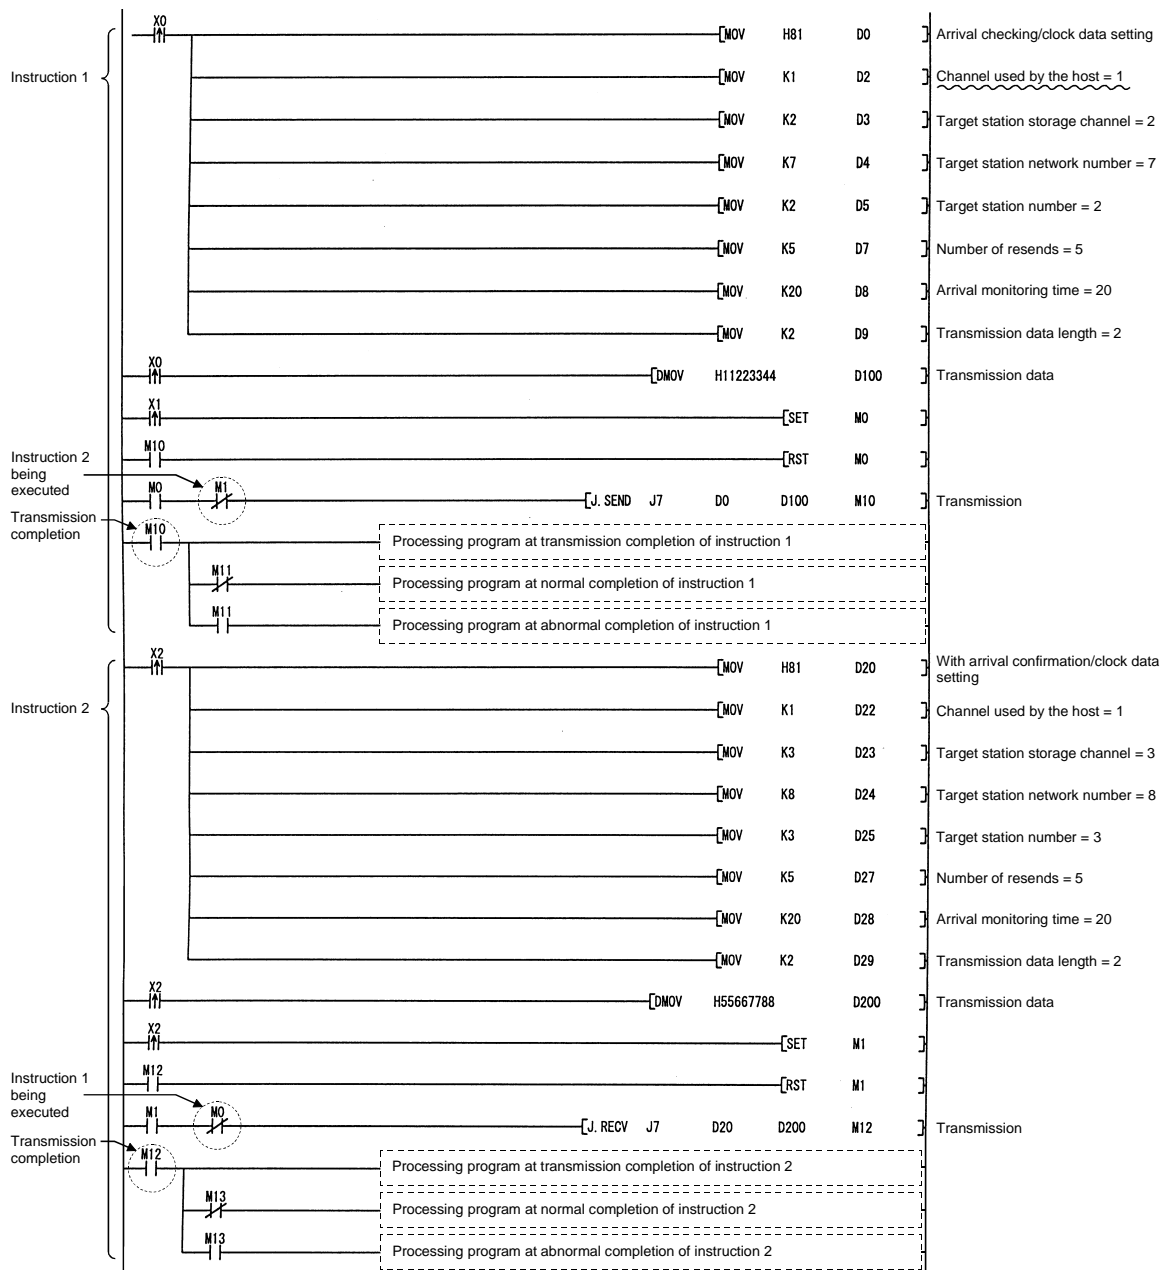 X0
[MOV H81 D0 ] Arrival checking/clock data setting
Instruction 1
[MOV K1 D2 ] Channel used by the host = 1
[MOV K2 D3 ] Target station storage channel = 2
[MOV K7 D4 ] Target station network number = 7
[MOV K2 D5 ] Target station number = 2
[MOV K5 D7 ] Number of resends = 5
[MOV K20 D8 ] Arrival monitoring time = 20
[MOV K2 D9 ] Transmission data length = 2
X0
[DMOV H11223344 D100 ] Transmission data
X1
[SET M0 ]
M10
[RST M0 ]
Instruction 2
being
executed
M0 M1
[J. SEND J7 D0 D100 M10 ] Transmission
Transmission
completion
M10
Processing program at transmission completion of instruction 1
M11
Processing program at normal completion of instruction 1
M11
Processing program at abnormal completion of instruction 1
X2
[MOV H81 D20 ] With arrival confirmation/clock data
setting
Instruction 2
[MOV K1 D22 ] Channel used by the host = 1
[MOV K3 D23 ] Target station storage channel = 3
[MOV K8 D24 ] Target station network number = 8
[MOV K3 D25 ] Target station number = 3
[MOV K5 D27 ] Number of resends = 5
[MOV K20 D28 ] Arrival monitoring time = 20
[MOV K2 D29 ] Transmission data length = 2
X2
[DMOV H55667788 D200 ] Transmission data
X2
[SET M1 ]
M12
[RST M1 ]
Instruction 1
being
executed
M1 M0
[J. RECV J7 D20 D200 M12 ] Transmission
Transmission
completion
M12
Processing program at transmission completion of instruction 2
M13
Processing program at normal completion of instruction 2
M13
Processing program at abnormal completion of instruction 2